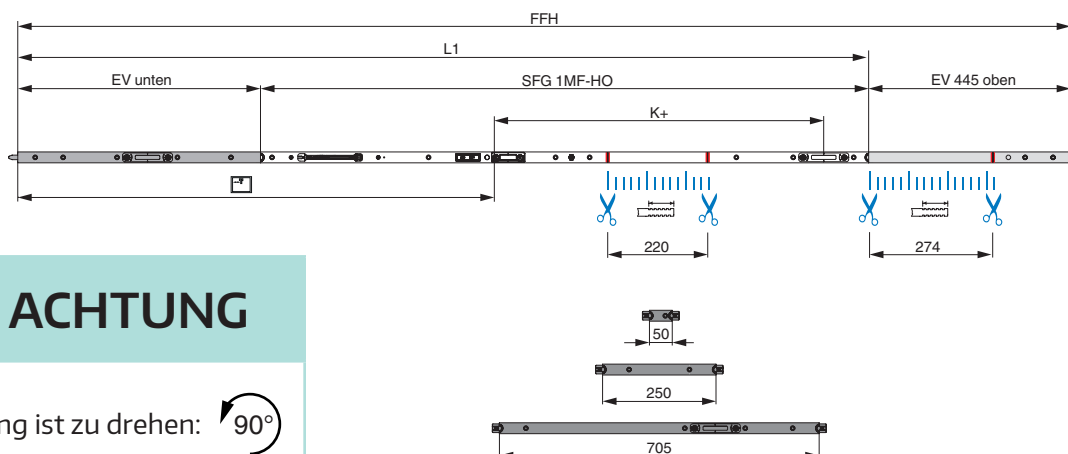 FFH
L1
EV unten
SFG 1MF-HO
EV 445 oben
K+
220
274
ACHTUNG
50
250
ng ist zu drehen: 90°
705